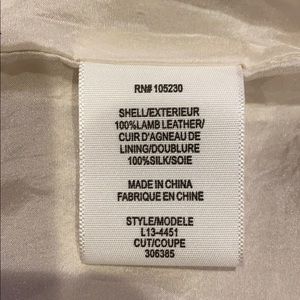 RN# 105230
SHELL/EXTERIEUR
100%LAMB LEATHER/
CUIR D'AGNEAU DE
LINING/DOUBLURE
100%SILK/SOIE
MADE IN CHINA
FABRIQUE EN CHINE
STYLE/MODELE
L13-4451
CUT/COUPE
306385